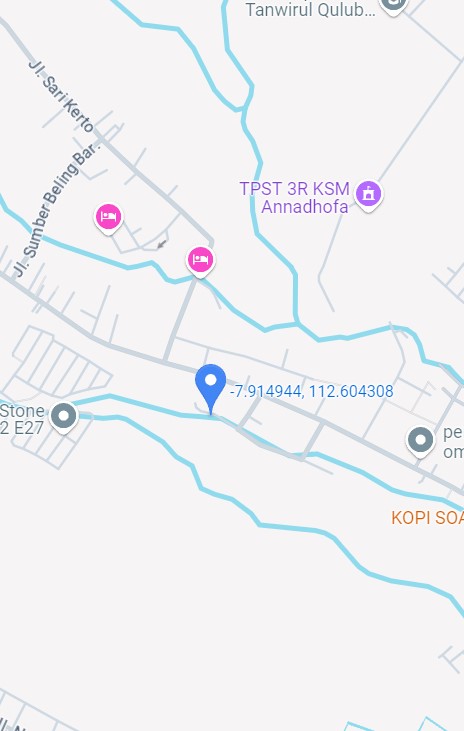 Tanwirul Qulub...
Jl. Sari Kerto
TPST 3R KSM
Annadhofa
Jl. Sumber Beling Bar.
-7.914944, 112.604308
Stone
2 E27
pe
om
KOPI SOA